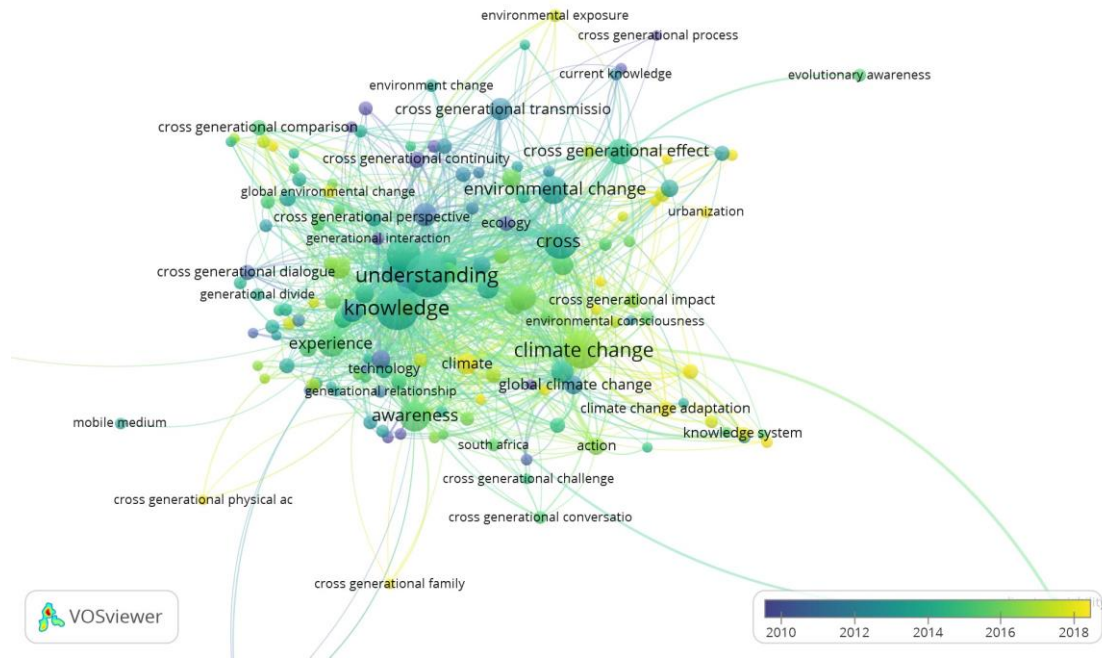 environmental exposure
cross generational process
current knowledge
evolutionary awareness
environment change
cross generational transmissio
cross generational comparison
cross generational effect
cross generational continuity
global environmental change
environmental change
urbanization
cross generational perspective
ecology
generational interaction
cross
cross generational dialogue
understanding
generational divide
cross generational impact
knowledge
environmental consciousness
experience
climate change
technology
climate
generational relationship
global climate change
awareness
climate change adaptation
mobile medium
knowledge system
south africa
action
cross generational challenge
cross generational physical ac
cross generational conversatio
cross generational family
VOSviewer
2010 2012 2014 2016 2018